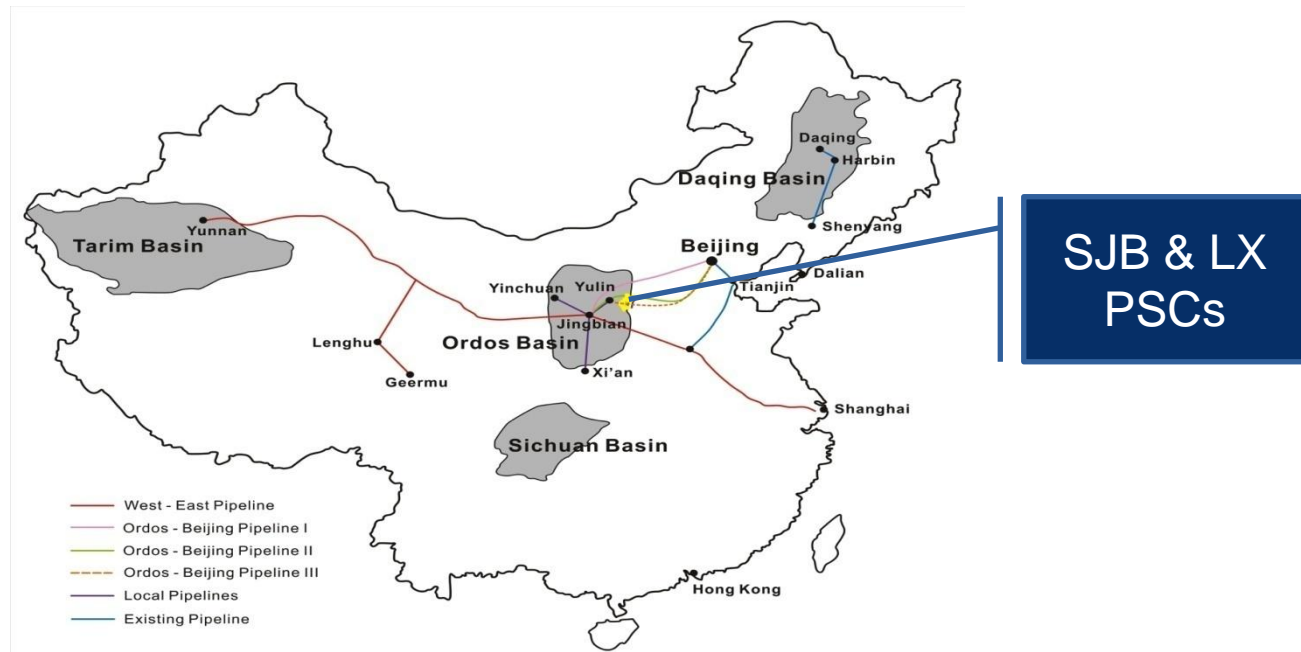 Daqing
Harbin
Daqing Basin
Shenyang
Yunnan
Tarim Basin
Beijing
Dalian
Yinchuan
Yulin
Tianjin
Jingbian
Lenghu
Ordos Basin
Geermu
Xi'an
Shanghai
Sichuan Basin
Hong Kong
West - East Pipeline
Ordos - Beijing Pipeline I
Ordos - Beijing Pipeline II
Ordos - Beijing Pipeline III
Local Pipelines
Existing Pipeline
SJB & LX
PSCs